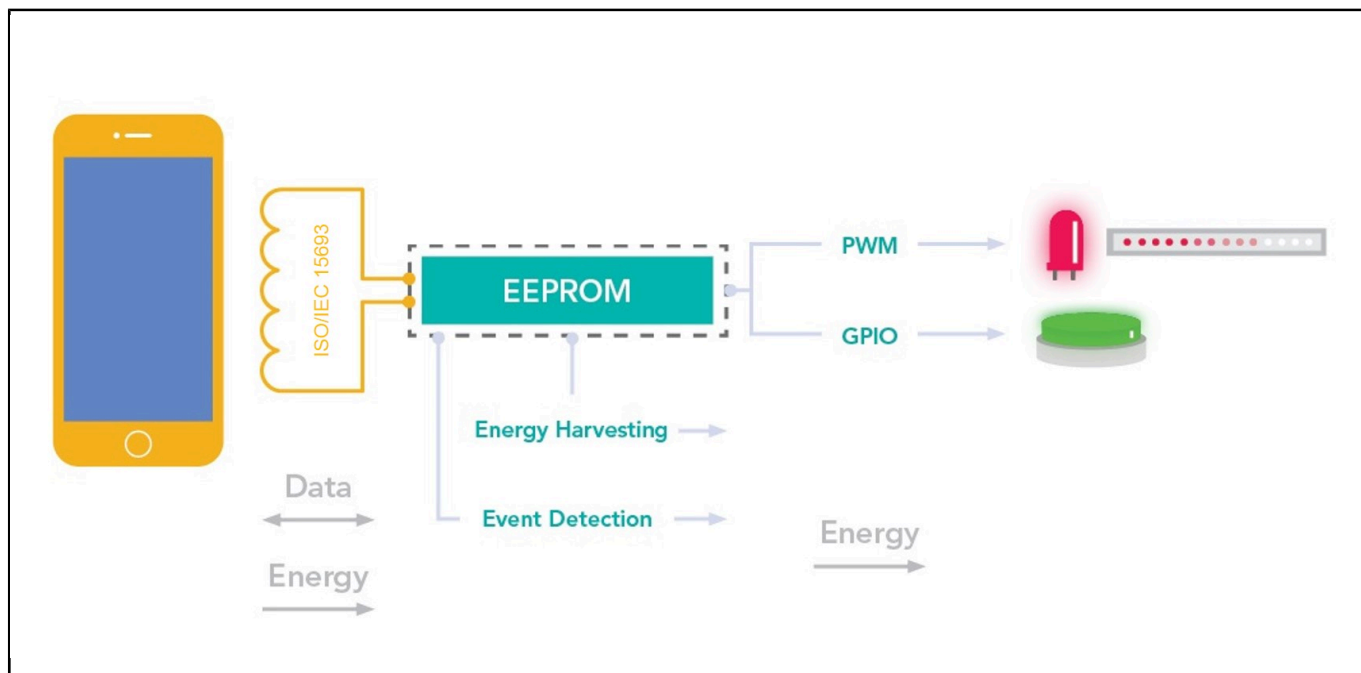 ISO/IEC 15693
EEPROM
PWM
GPIO
Energy Harvesting
Event Detection
Data
Energy
Energy